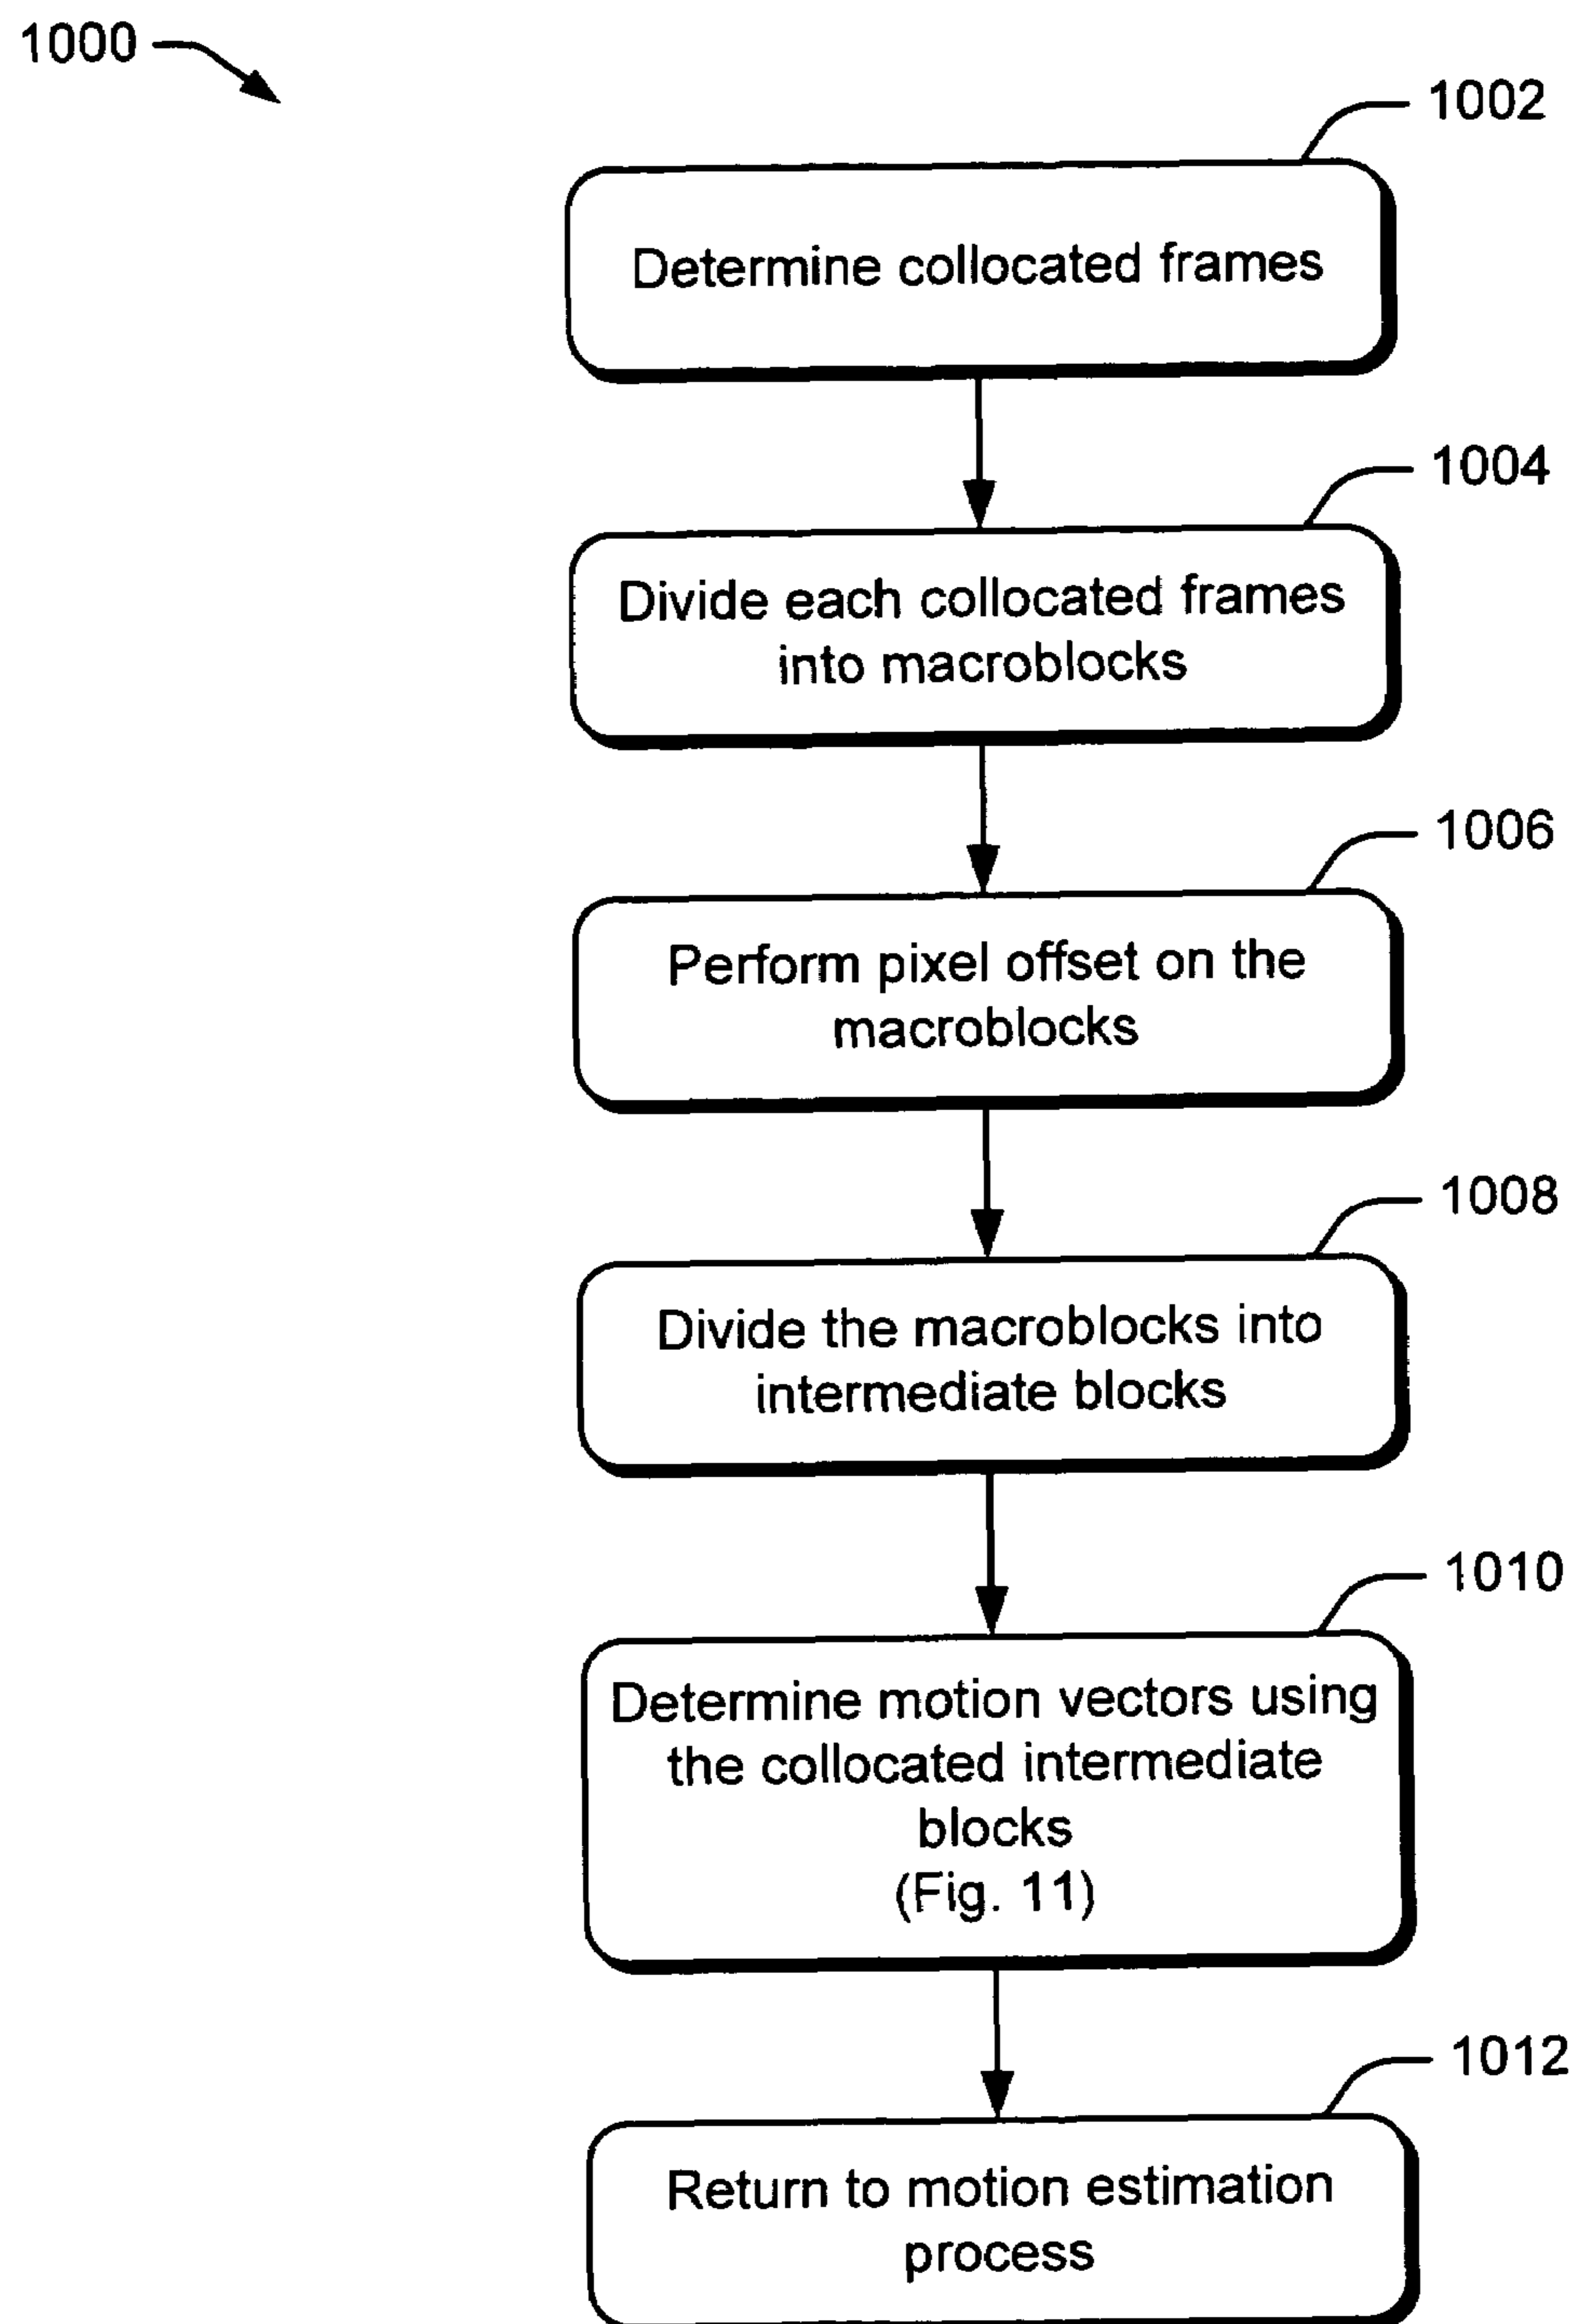 1000
1002
Determine collocated frames
1004
Divide each collocated frames
into macroblocks
1006
Perform pixel offset on the
macroblocks
1008
Divide the macroblocks into
intermediate blocks
1010
Determine motion vectors using
the collocated intermediate
blocks
(Fig. 11)
1012
Return to motion estimation
process